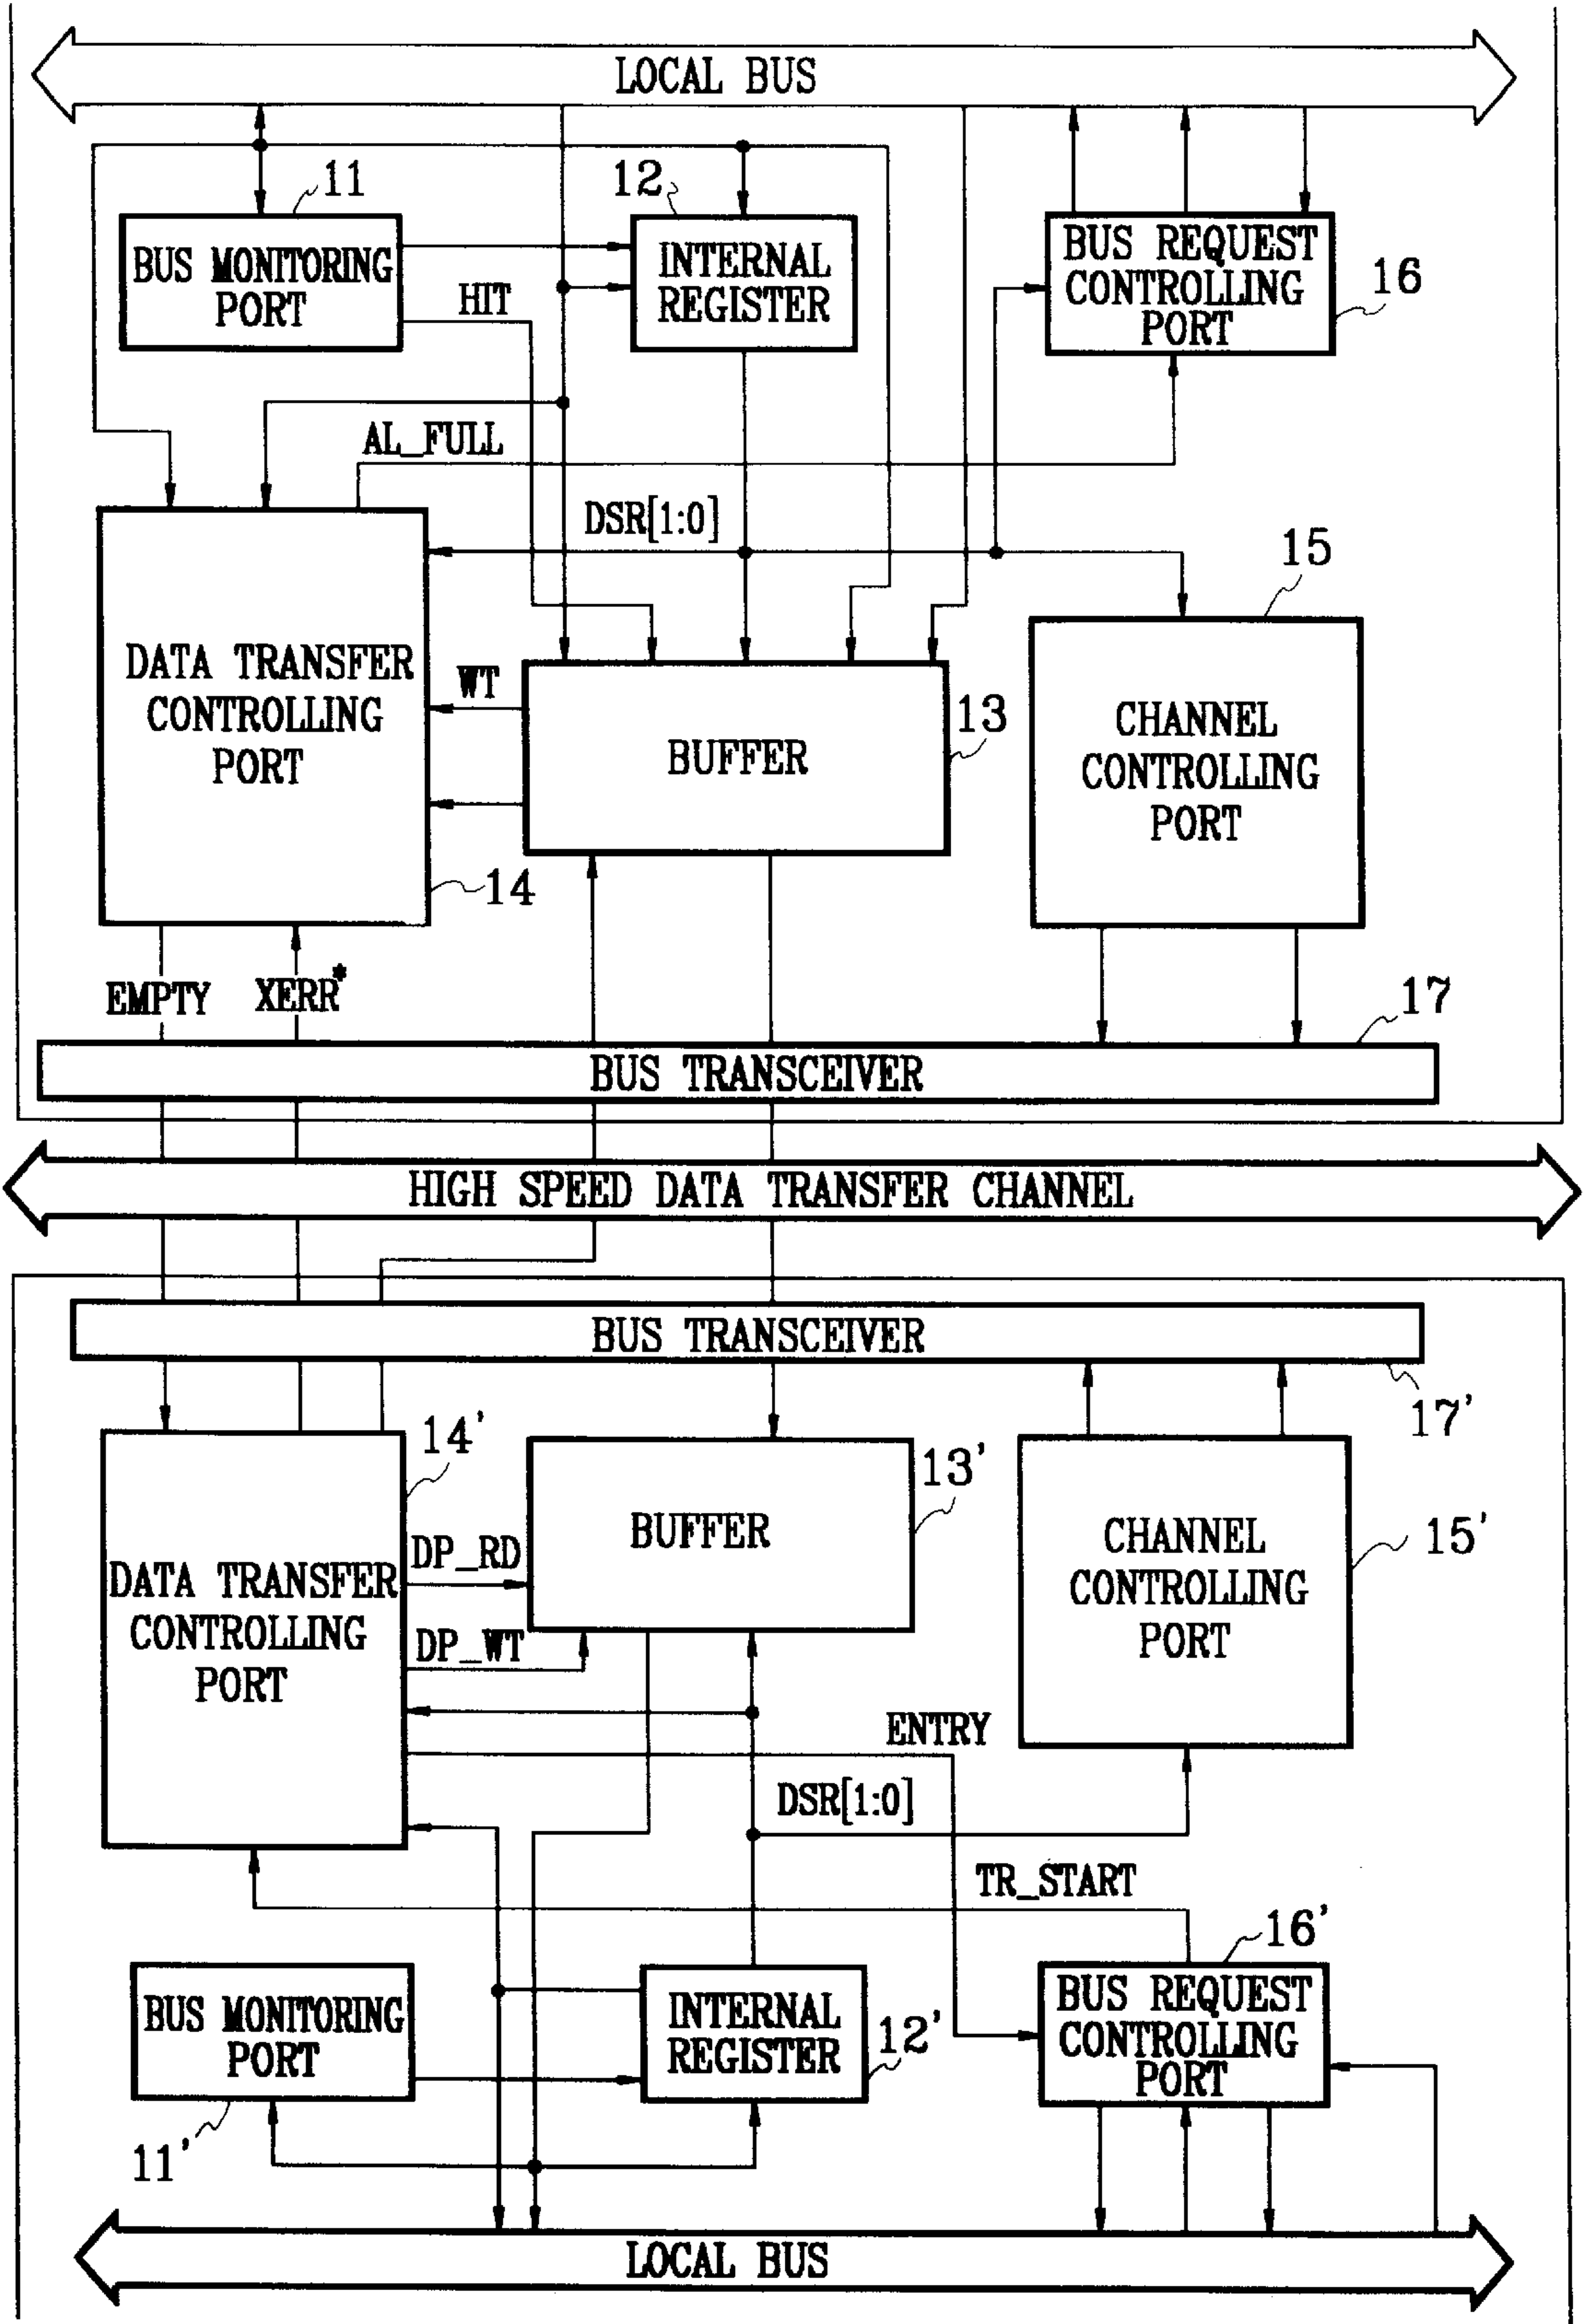 LOCAL BUS
11
12
BUS MONITORING
PORT
INTERNAL
REGISTER
BUS REQUEST
CONTROLLING
PORT
16
HIT
AL_FULL
DSR[1:0]
15
DATA TRANSFER
CONTROLLING
PORT
WT
BUFFER
13
CHANNEL
CONTROLLING
PORT
14
EMPTY
XERR*
17
BUS TRANSCEIVER
HIGH SPEED DATA TRANSFER CHANNEL
BUS TRANSCEIVER
17'
14'
13'
BUFFER
CHANNEL
CONTROLLING
PORT
15'
DP_RD
DATA TRANSFER
CONTROLLING
PORT
DP_WT
ENTRY
DSR[1:0]
TR_START
16'
BUS MONITORING
PORT
INTERNAL
REGISTER
12'
BUS REQUEST
CONTROLLING
PORT
11'
LOCAL BUS